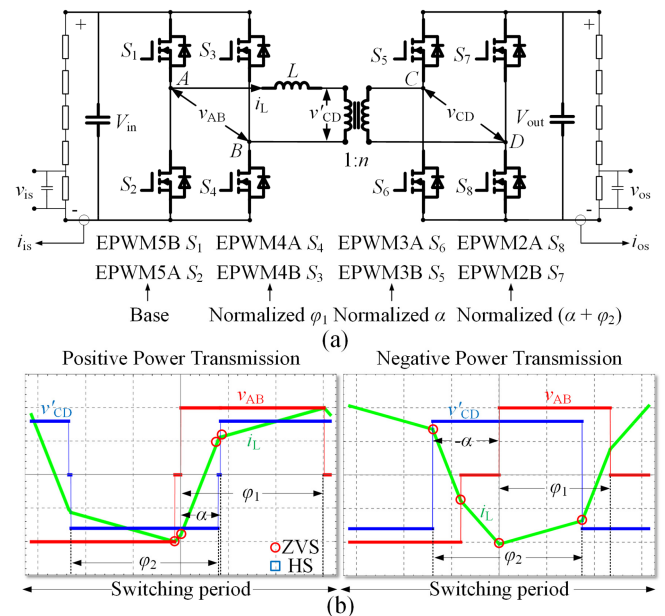 (a)
+
S1
S3
S5
S7
+
A
L
C
Vin
iL
v′CD
vCD
Vout
vAB
B
D
1:n
vis
S2
S4
S6
S8
vos
-
-
iis
ios
EPWM5B S1 EPWM4A S4 EPWM3A S6 EPWM2A S8
EPWM5A S2 EPWM4B S3 EPWM3B S5 EPWM2B S7
Base Normalized φ1 Normalized α Normalized (α + φ2)
(a)
Positive Power Transmission Negative Power Transmission
v′CD
vAB
iL
φ1
α
φ2
ZVS
HS
Switching period
v′CD
vAB
-α
φ1
iL
φ2
Switching period
(b)